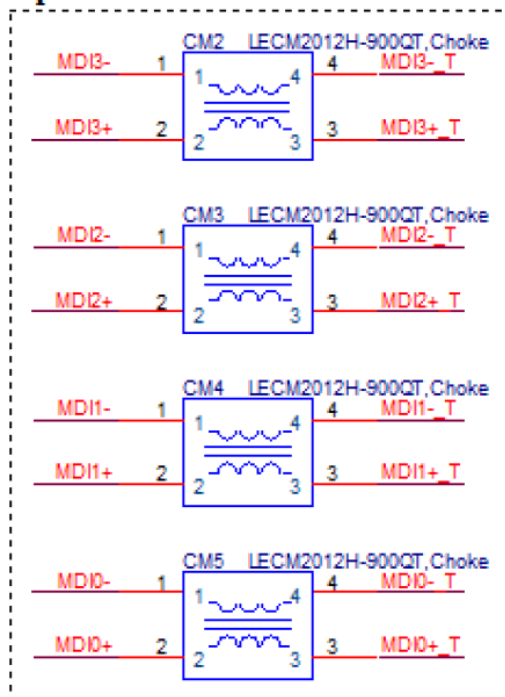 CM2 LECM2012H-900QT,Choke
MDI3- 1 1 4 4 MDI3-_T
MDI3+ 2 2 3 3 MDI3+_T
CM3 LECM2012H-900QT,Choke
MDI2- 1 1 4 4 MDI2-_T
MDI2+ 2 2 3 3 MDI2+_T
CM4 LECM2012H-900QT,Choke
MDI1- 1 1 4 4 MDI1-_T
MDI1+ 2 2 3 3 MDI1+_T
CM5 LECM2012H-900QT,Choke
MDI0- 1 1 4 4 MDI0-_T
MDI0+ 2 2 3 3 MDI0+_T